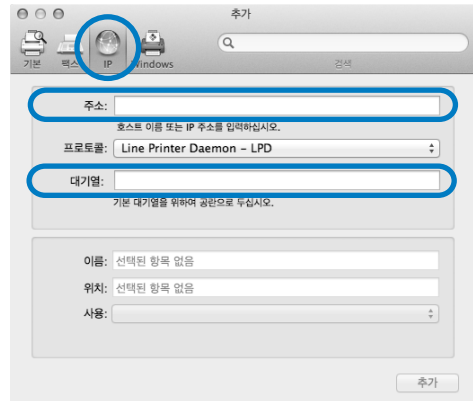 추가
기본 팩스 IP Windows 검색
주소:
호스트 이름 또는 IP 주소를 입력하십시오.
프로토콜: Line Printer Daemon – LPD
대기열:
기본 대기열을 위하여 공란으로 두십시오.
이름: 선택된 항목 없음
위치: 선택된 항목 없음
사용:
추가